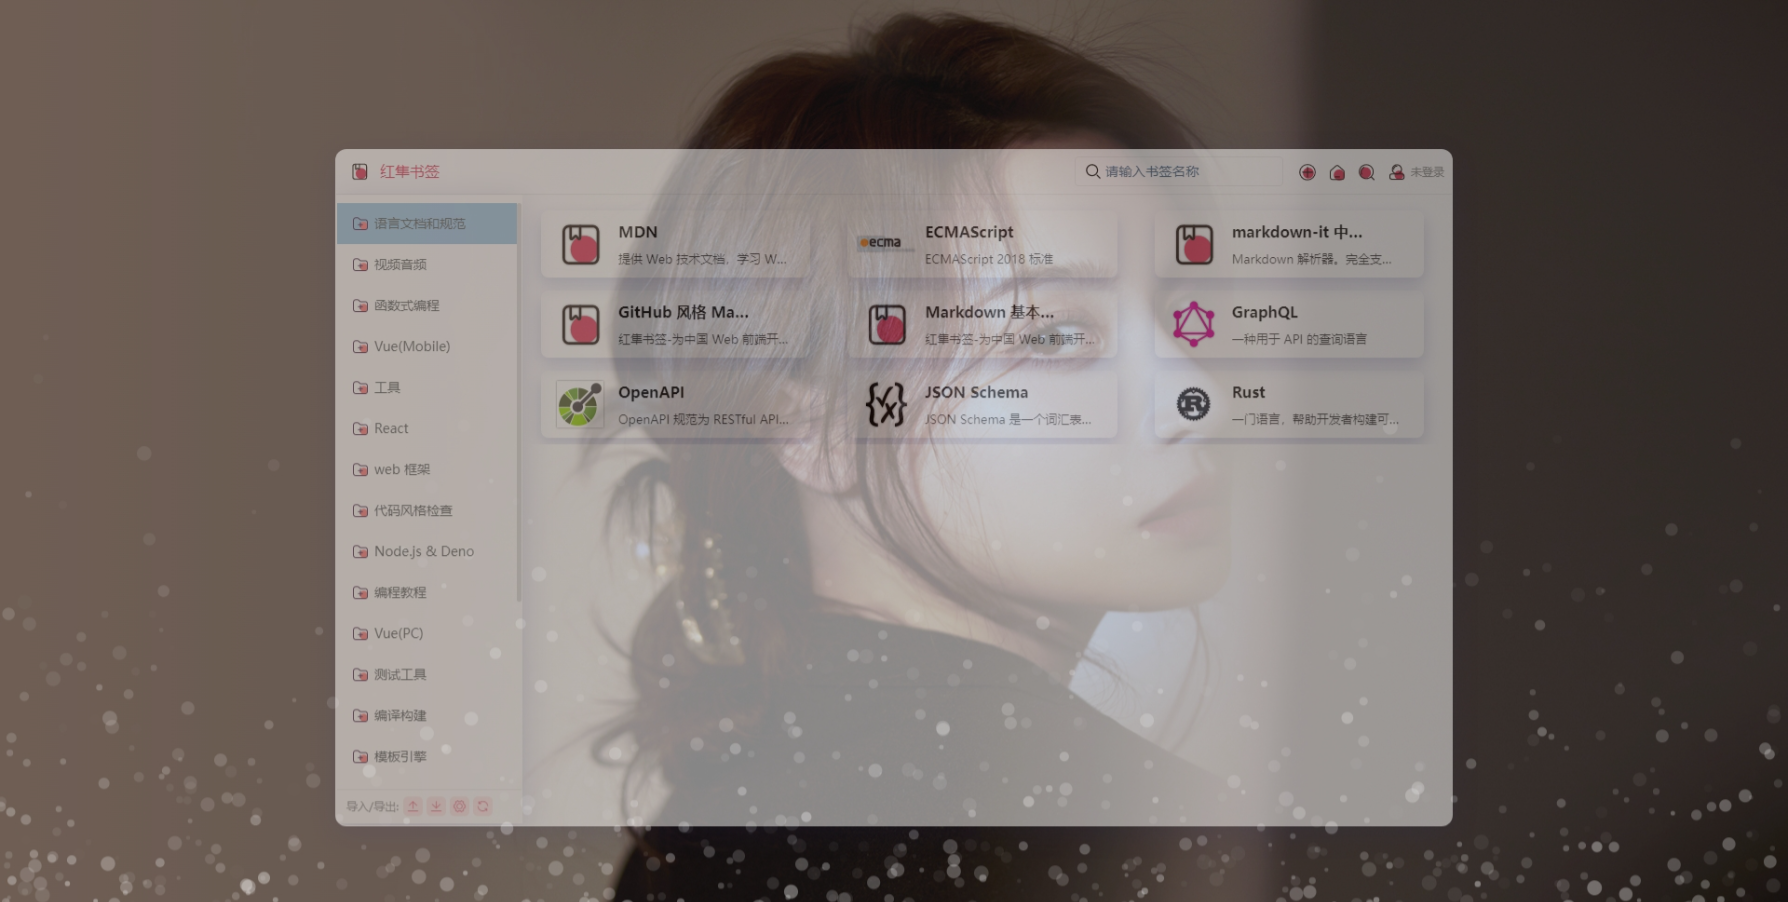 红隼书签
请输入书签名称
未登录
语言文档和规范
视频音频
函数式编程
Vue(Mobile)
工具
React
web 框架
代码风格检查
Node.js & Deno
编程教程
Vue(PC)
测试工具
编译构建
模板引擎
导入/导出:
MDN
提供 Web 技术文档，学习 W...
ecma
ECMAScript
ECMAScript 2018 标准
markdown-it 中...
Markdown 解析器。完全支...
GitHub 风格 Ma...
红隼书签-为中国 Web 前端开...
Markdown 基本...
红隼书签-为中国 Web 前端开...
GraphQL
一种用于 API 的查询语言
OpenAPI
OpenAPI 规范为 RESTful API...
JSON Schema
JSON Schema 是一个词汇表...
Rust
一门语言，帮助开发者构建可...